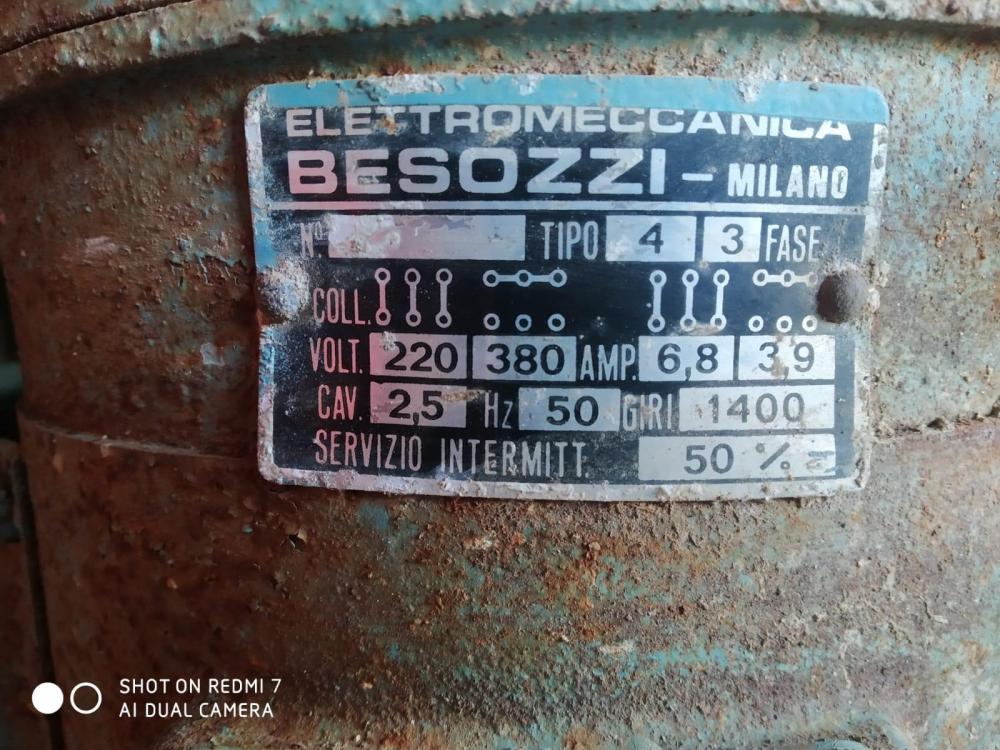 ELETTROMECCANICA
BESOZZI - MILANO
Nº TIPO 4 3 FASE
COLL.
VOLT. 220 380 AMP. 6,8 3,9
CAV. 2,5 Hz 50 GIRI 1400
SERVIZIO INTERMITT. 50 %
SHOT ON REDMI 7
AI DUAL CAMERA